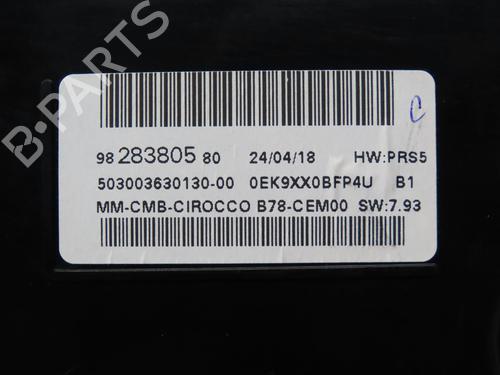 B-PARTS
C
98 283805 80 24/04/18 HW:PRS5
503003630130-00 0EK9XX0BFP4U B1
MM-CMB-CIROCCO B78-CEM00 SW:7.93